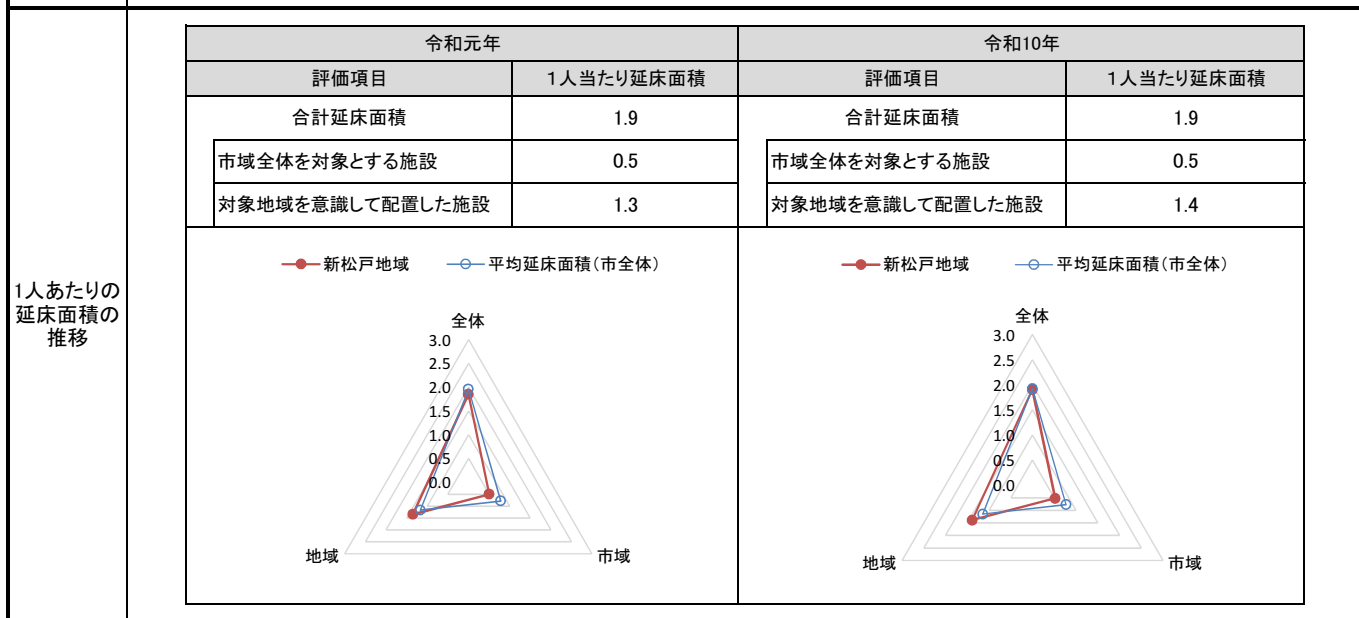 令和元年 令和10年
評価項目 1人当たり延床面積 評価項目 1人当たり延床面積
合計延床面積 1.9 合計延床面積 1.9
市域全体を対象とする施設 0.5 市域全体を対象とする施設 0.5
対象地域を意識して配置した施設 1.3 対象地域を意識して配置した施設 1.4
1人あたりの
延床面積の
推移
新松戸地域 平均延床面積(市全体)
全体
3.0
2.5
2.0
1.5
1.0
0.5
0.0
地域 市域
新松戸地域 平均延床面積(市全体)
全体
3.0
2.5
2.0
1.5
1.0
0.5
0.0
地域 市域